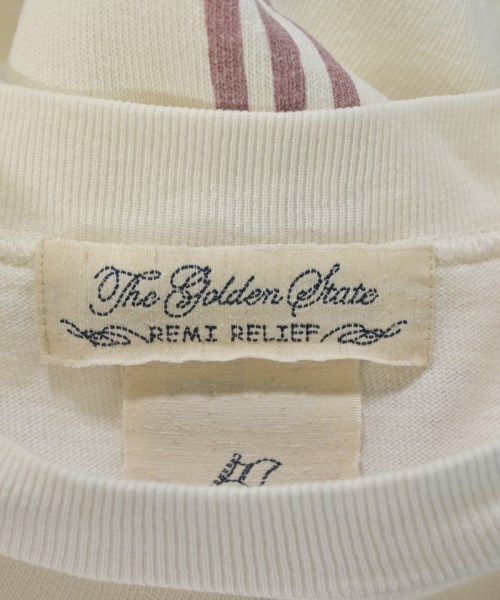 The Golden State
REMI RELIEF